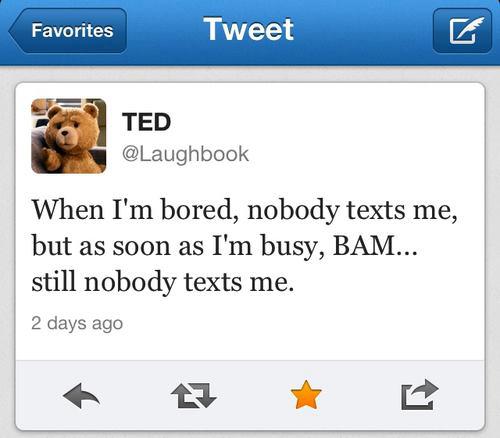 Favorites
Tweet
TED
@Laughbook
When I'm bored, nobody texts me,
but as soon as I'm busy, BAM...
still nobody texts me.
2 days ago